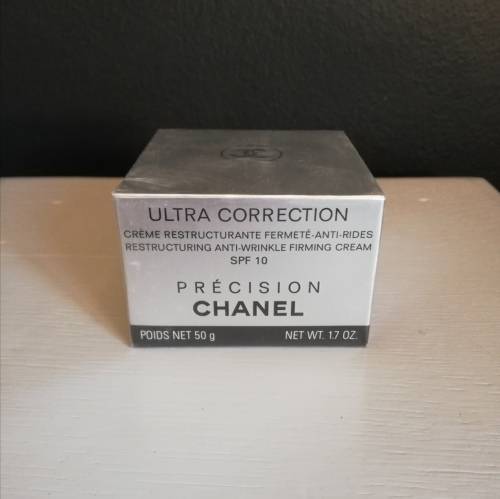 ULTRA CORRECTION
CRÈME RESTRUCTURANTE FERMETÉ-ANTI-RIDES
RESTRUCTURING ANTI-WRINKLE FIRMING CREAM
SPF 10
PRÉCISION
CHANEL
POIDS NET 50 g NET WT. 1.7 OZ.